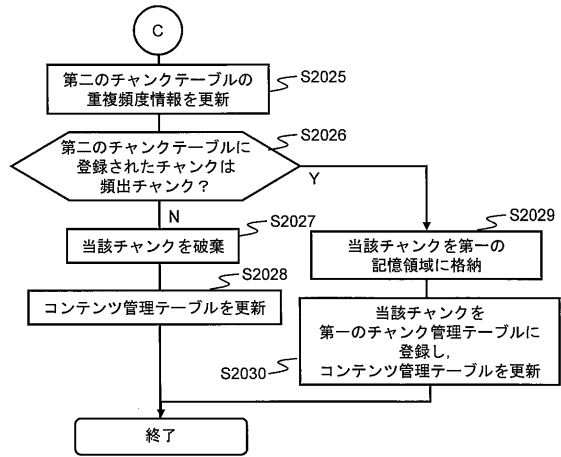 C
第二のチャンクテーブルの
重複頻度情報を更新
S2025
第二のチャンクテーブルに
登録されたチャンクは
頻出チャンク？
S2026
Y
N
当該チャンクを破棄
S2027
コンテンツ管理テーブルを更新
S2028
当該チャンクを第一の
記憶領域に格納
S2029
当該チャンクを
第一のチャンク管理テーブルに
登録し，
コンテンツ管理テーブルを更新
S2030
終了